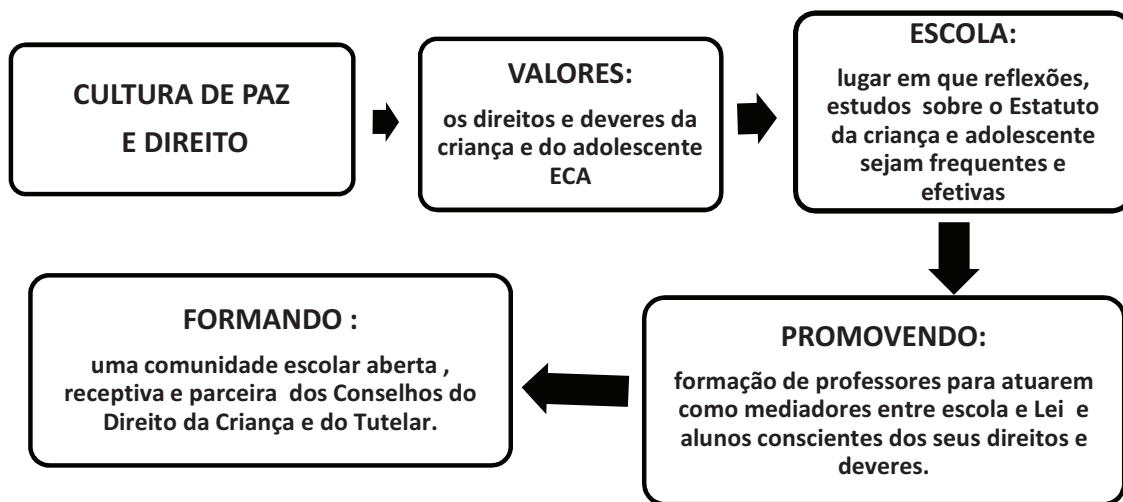 CULTURA DE PAZ
E DIREITO
VALORES:
os direitos e deveres da
criança e do adolescente
ECA
ESCOLA:
lugar em que reflexões,
estudos sobre o Estatuto
da criança e adolescente
sejam frequentes e
efetivas
PROMOVENDO:
formação de professores para atuarem
como mediadores entre escola e Lei e
alunos conscientes dos seus direitos e
deveres.
FORMANDO :
uma comunidade escolar aberta ,
receptiva e parceira dos Conselhos do
Direito da Criança e do Tutelar.